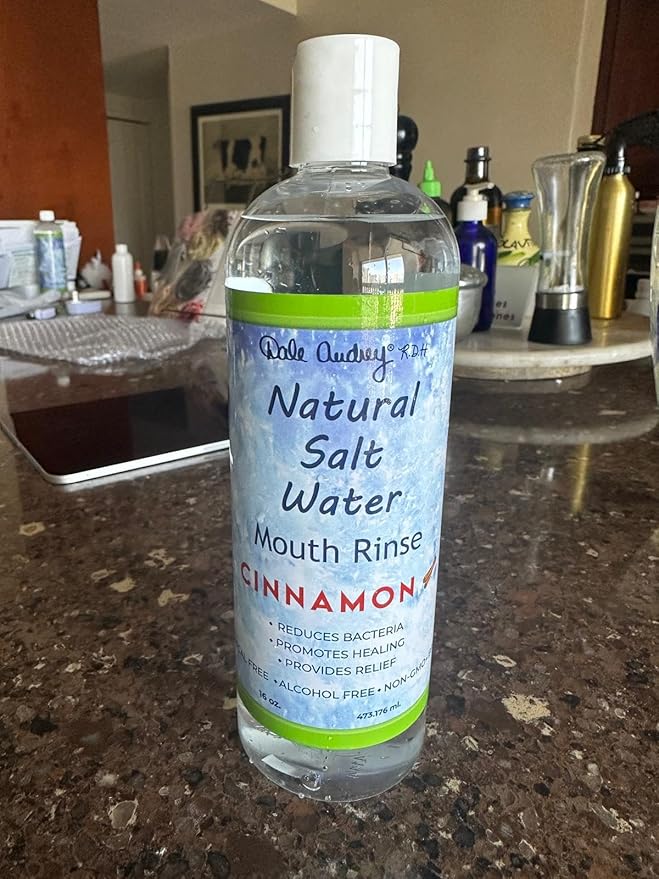 Dale Audrey® R.D.H
Natural
Salt
Water
Mouth Rinse
CINNAMON
• REDUCES BACTERIA
• PROMOTES HEALING
• PROVIDES RELIEF
FREE • ALCOHOL FREE • NON-GMO
16 oz. 473.176 mL